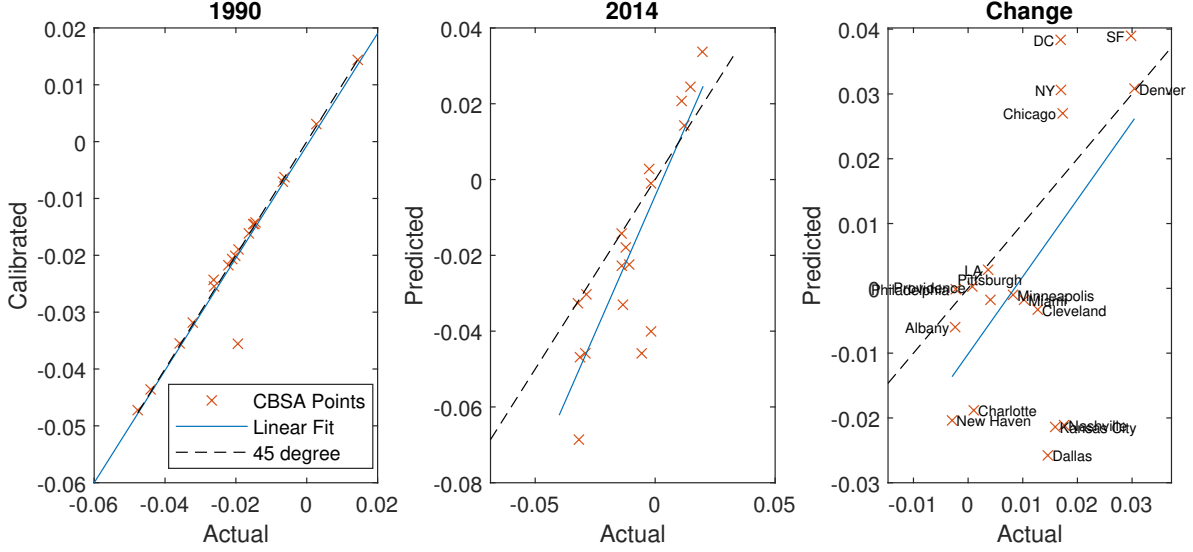 1990
2014
Change
0.02
0.01
0
-0.01
-0.02
-0.03
-0.04
-0.05
-0.06
Calibrated
-0.06
-0.04
-0.02
0
0.02
Actual
CBSA Points
Linear Fit
45 degree
0.04
0.02
0
-0.02
-0.04
-0.06
-0.08
Predicted
-0.05
0
0.05
Actual
0.04
0.03
0.02
0.01
0
-0.01
-0.02
-0.03
Predicted
-0.01
0
0.01
0.02
0.03
Actual
DC
SF
NY
Denver
Chicago
LA
Pittsburgh
Philadelphia
Providence
Minneapolis
Miami
Cleveland
Albany
Charlotte
New Haven
Nashville
Kansas City
Dallas